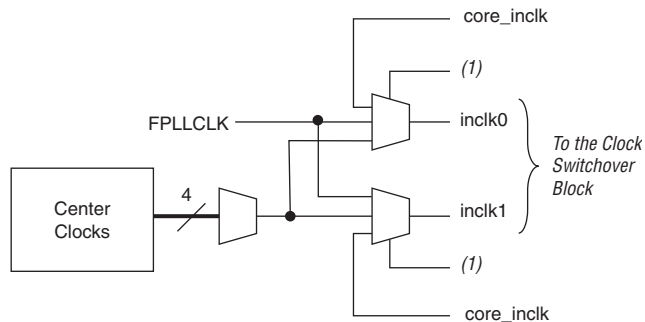 core_inclk
(1)
FPLLCLK
inclk0
To the Clock
Switchover
Block
4
Center
Clocks
inclk1
(1)
core_inclk